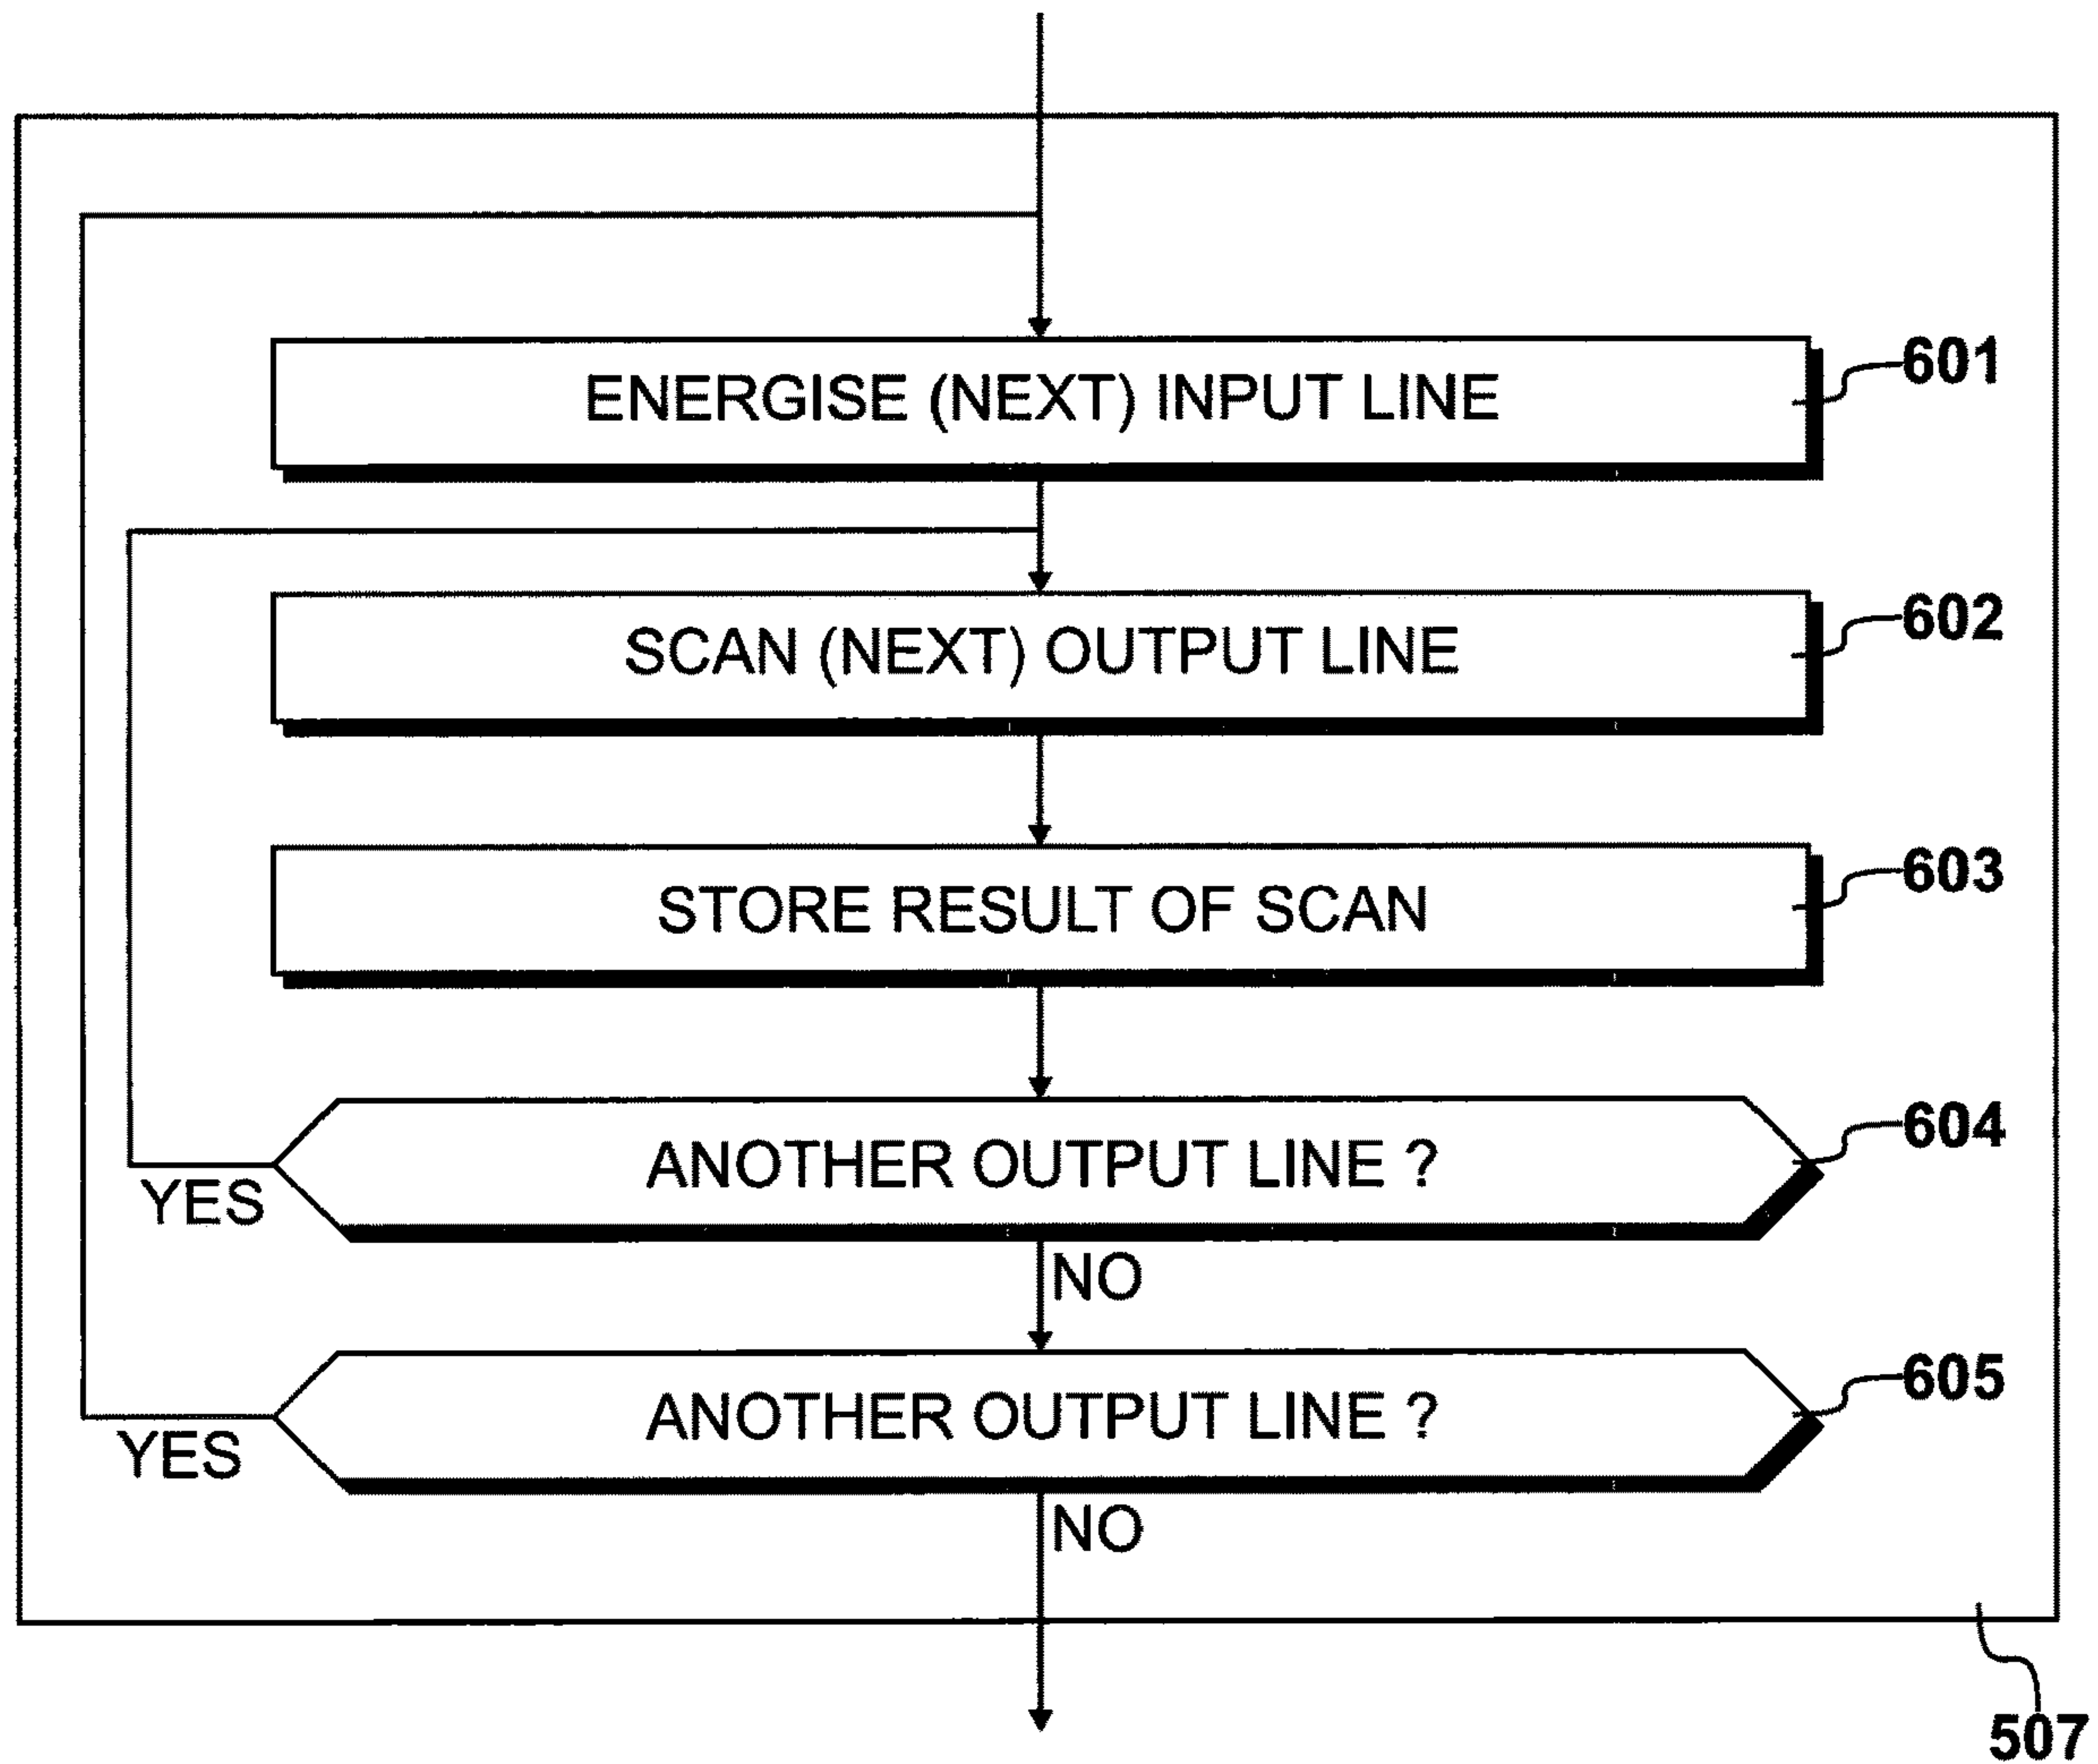 ENERGISE (NEXT) INPUT LINE
601
SCAN (NEXT) OUTPUT LINE
602
STORE RESULT OF SCAN
603
ANOTHER OUTPUT LINE ?
604
YES
NO
ANOTHER OUTPUT LINE ?
605
YES
NO
507